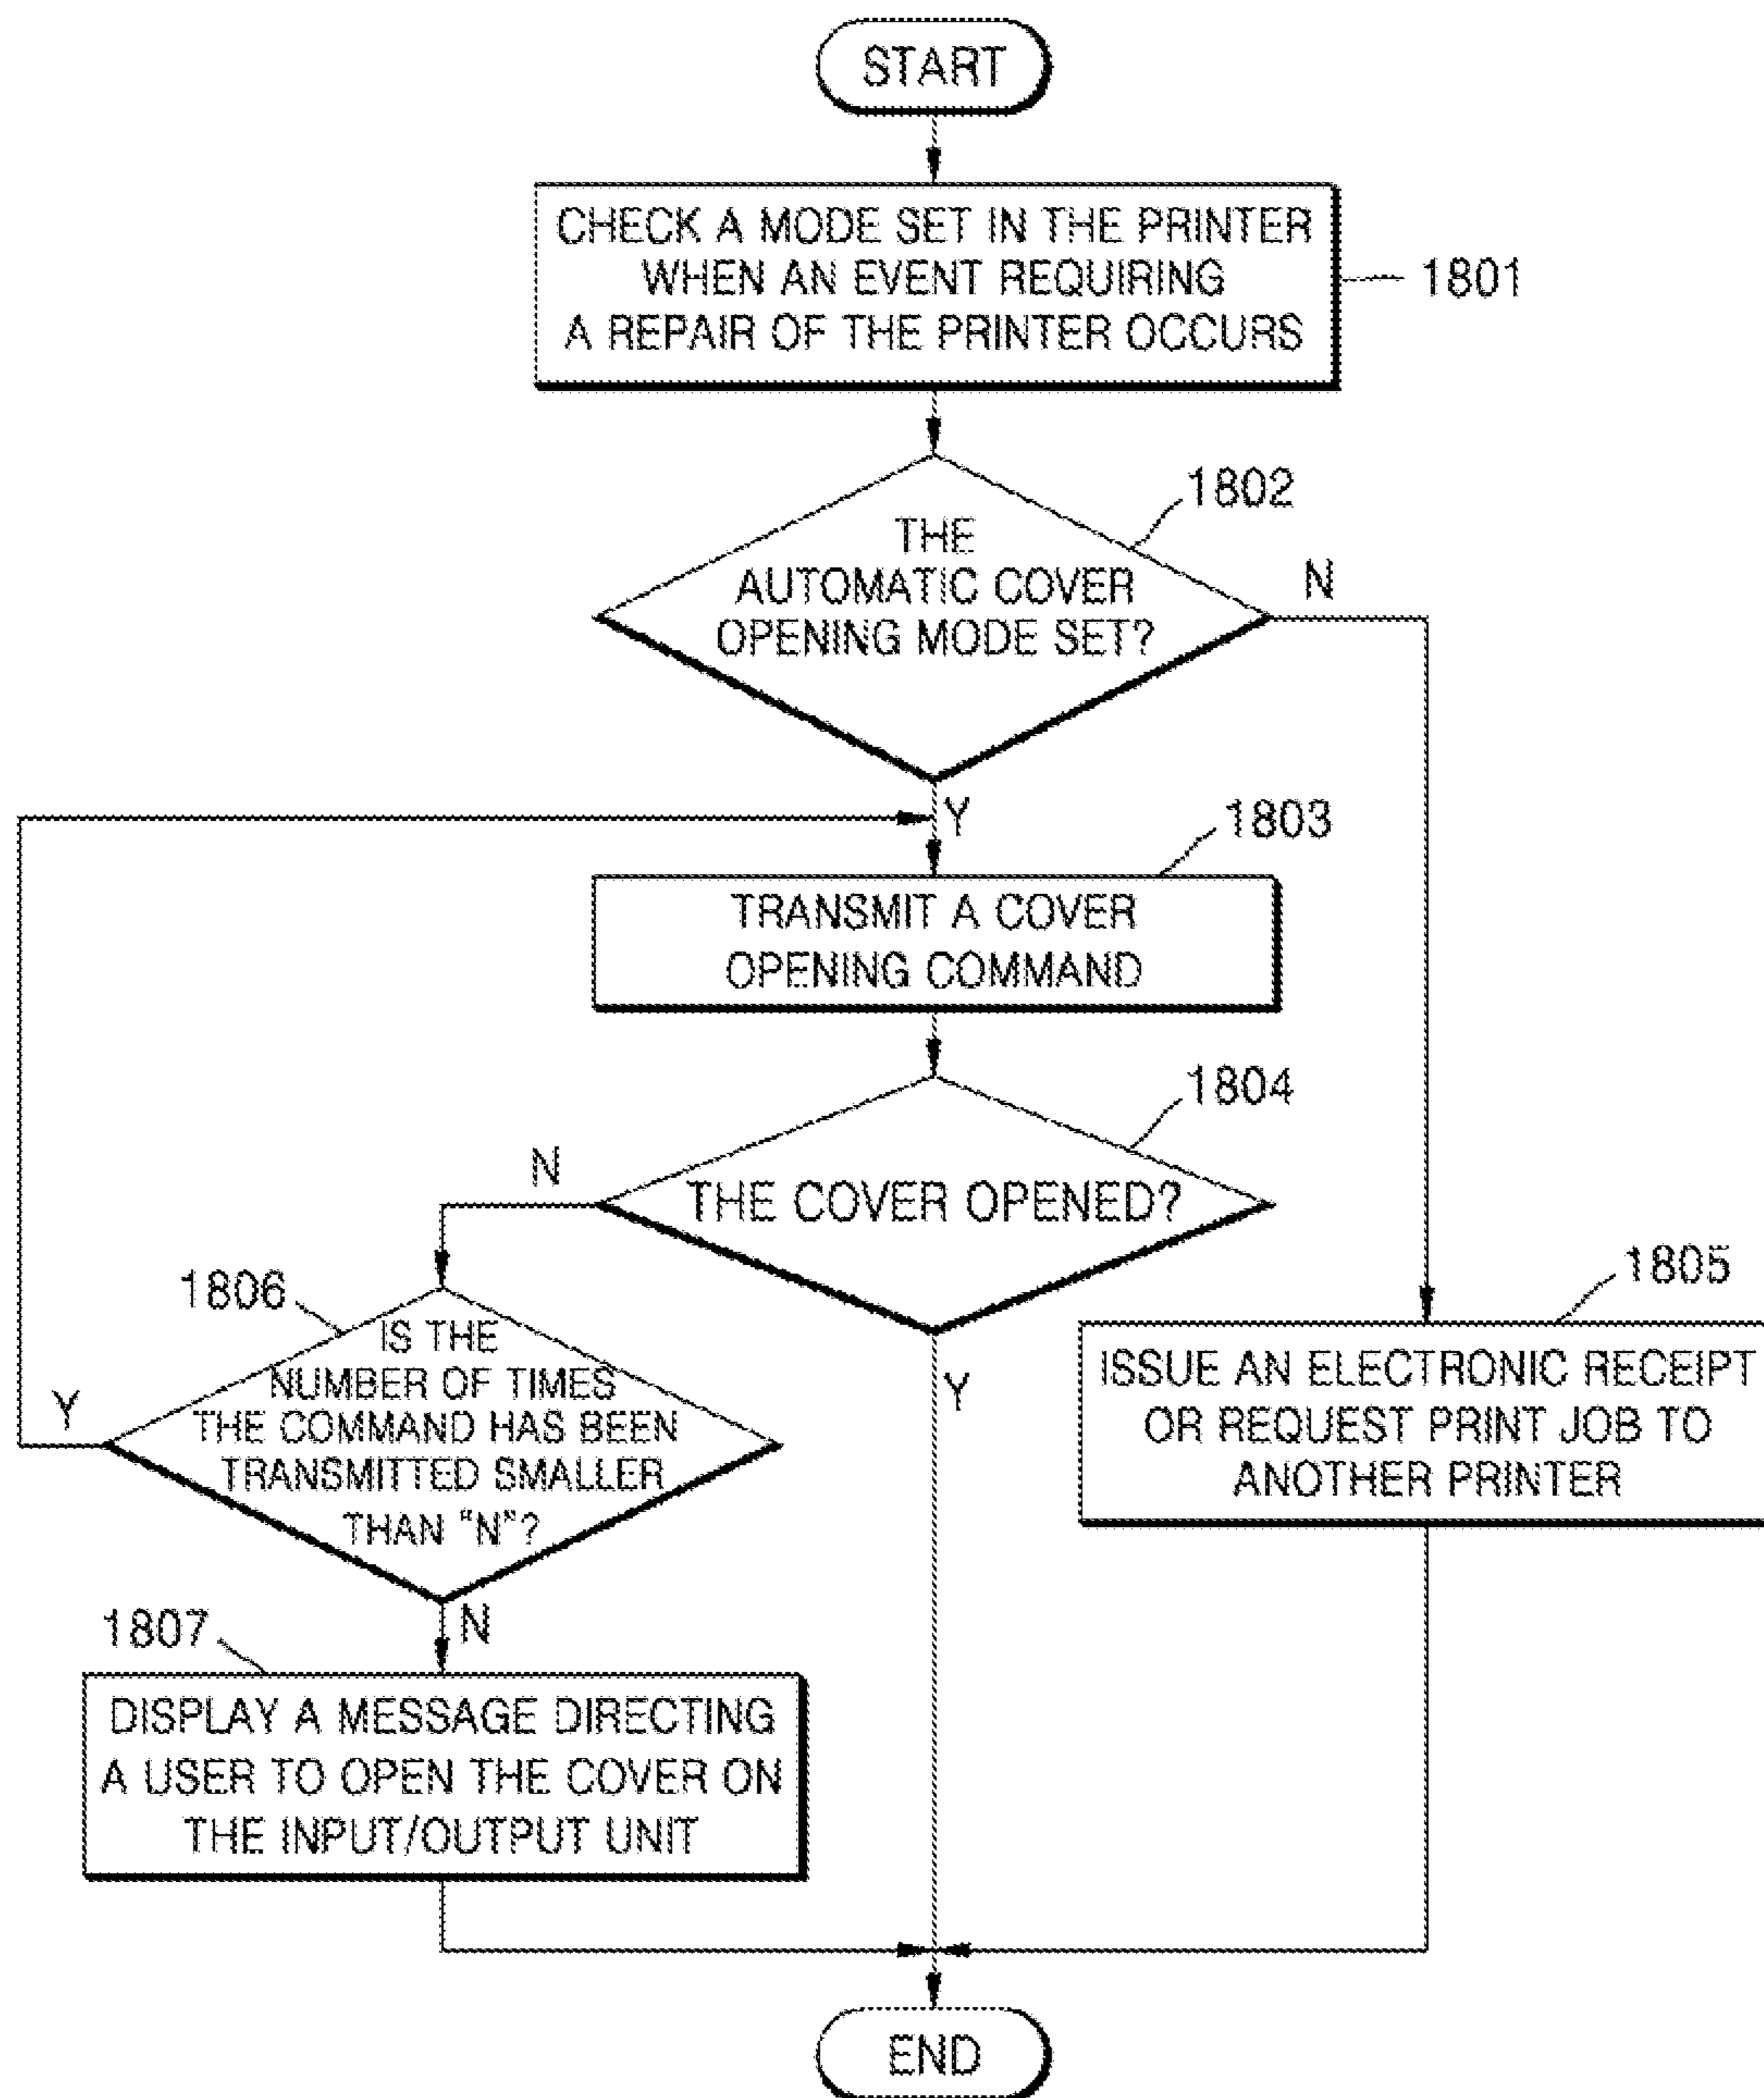 START
CHECK A MODE SET IN THE PRINTER
WHEN AN EVENT REQUIRING
A REPAIR OF THE PRINTER OCCURS
1801
1802
THE
AUTOMATIC COVER
OPENING MODE SET?
N
Y
1803
TRANSMIT A COVER
OPENING COMMAND
1804
THE COVER OPENED?
N
Y
1805
ISSUE AN ELECTRONIC RECEIPT
OR REQUEST PRINT JOB TO
ANOTHER PRINTER
1806
IS THE
NUMBER OF TIMES
THE COMMAND HAS BEEN
TRANSMITTED SMALLER
THAN "N"?
Y
N
1807
DISPLAY A MESSAGE DIRECTING
A USER TO OPEN THE COVER ON
THE INPUT/OUTPUT UNIT
END